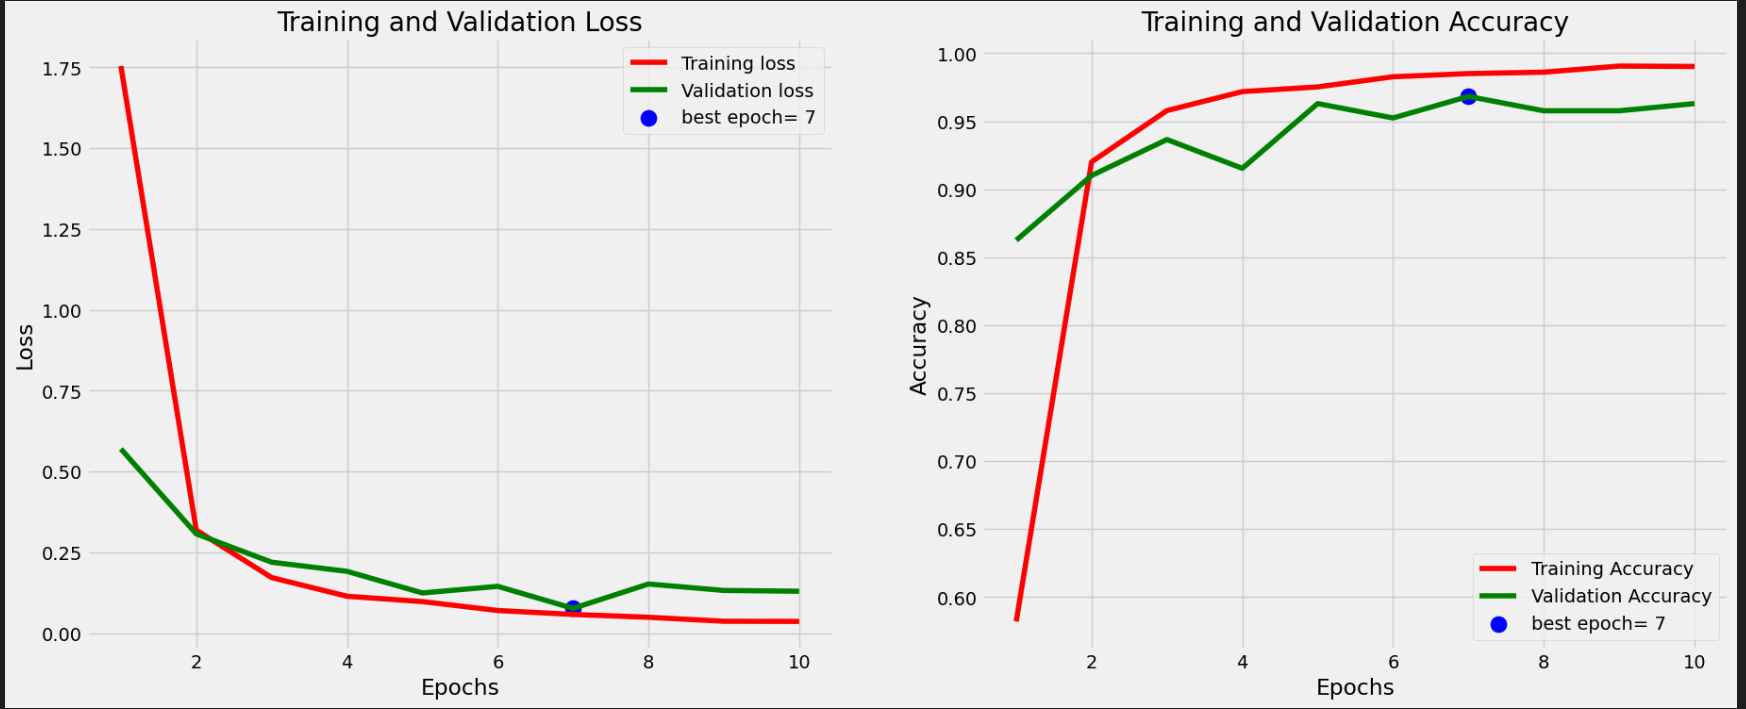 Training and Validation Loss
Training loss
Validation loss
best epoch= 7
1.75
1.50
1.25
1.00
0.75
0.50
0.25
0.00
Loss
2 4 6 8 10
Epochs
Training and Validation Accuracy
1.00
0.95
0.90
0.85
0.80
0.75
0.70
0.65
0.60
Accuracy
Training Accuracy
Validation Accuracy
best epoch= 7
2 4 6 8 10
Epochs